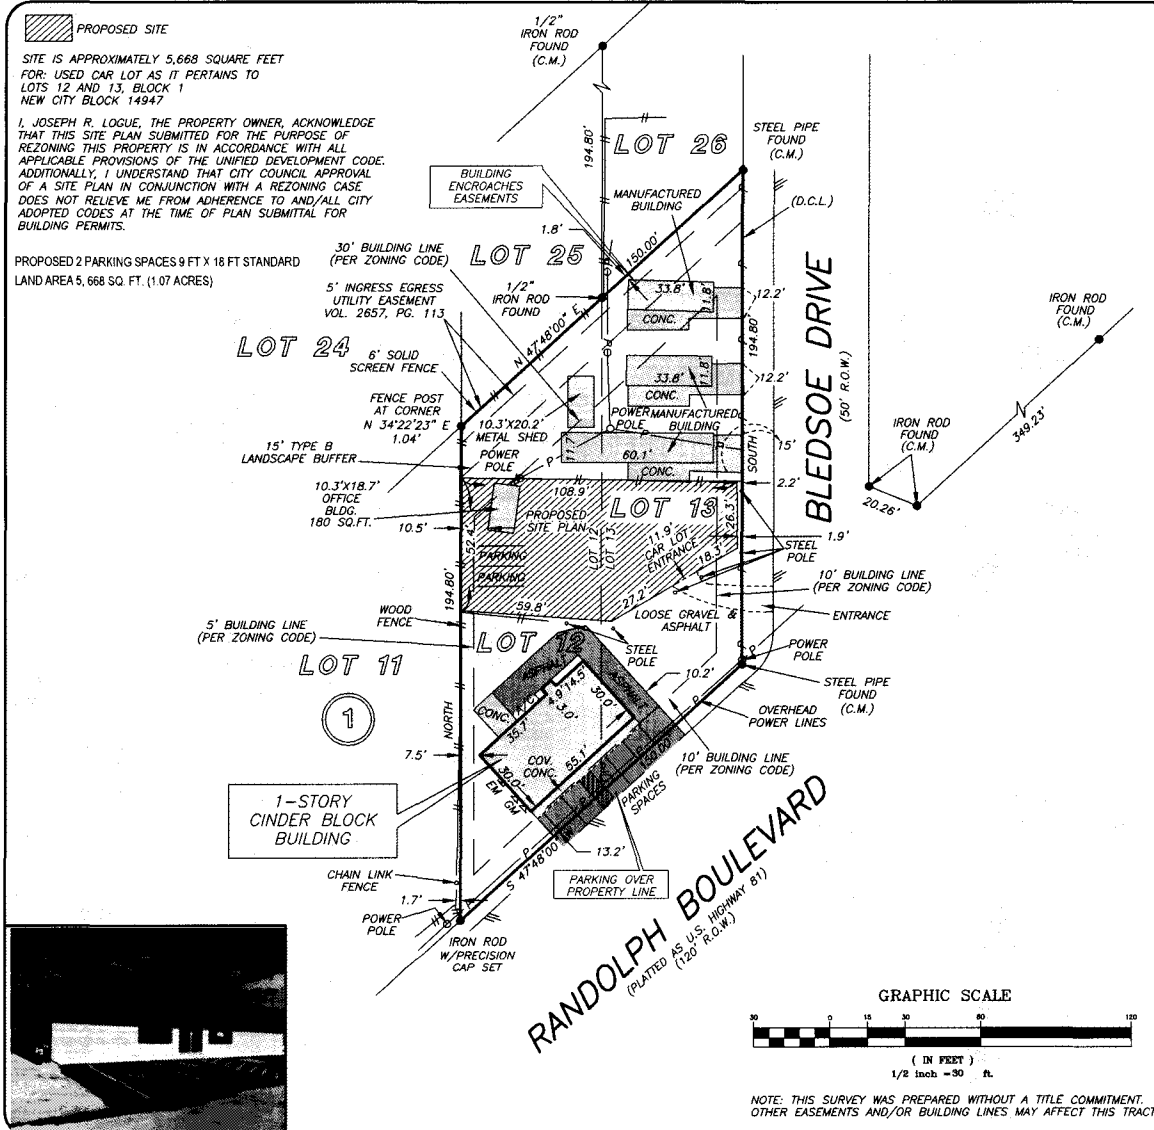 PROPOSED SITE
SITE IS APPROXIMATELY 5,668 SQUARE FEET
FOR: USED CAR LOT AS IT PERTAINS TO
LOTS 12 AND 13, BLOCK 1
NEW CITY BLOCK 14947
I, JOSEPH R. LOGUE, THE PROPERTY OWNER, ACKNOWLEDGE
THAT THIS SITE PLAN SUBMITTED FOR THE PURPOSE OF
REZONING THIS PROPERTY IS IN ACCORDANCE WITH ALL
APPLICABLE PROVISIONS OF THE UNIFIED DEVELOPMENT CODE.
ADDITIONALLY, I UNDERSTAND THAT CITY COUNCIL APPROVAL
OF A SITE PLAN IN CONJUNCTION WITH A REZONING CASE
DOES NOT RELIEVE ME FROM ADHERENCE TO AND/ALL CITY
ADOPTED CODES AT THE TIME OF PLAN SUBMITTAL FOR
BUILDING PERMITS.
PROPOSED 2 PARKING SPACES 9 FT X 18 FT STANDARD
LAND AREA 5, 668 SQ. FT. (1.07 ACRES)
1/2"
IRON ROD
FOUND
(C.M.)
194.80'
LOT 26
STEEL PIPE
FOUND
(C.M.)
BUILDING
ENCROACHES
EASEMENTS
MANUFACTURED
BUILDING
(D.C.L.)
1.8'
150.00'
30' BUILDING LINE
(PER ZONING CODE)
LOT 25
5' INGRESS EGRESS
UTILITY EASEMENT
VOL. 2657, PG. 113
1/2"
IRON ROD
FOUND
33.8'
11.8'
CONC.
12.2'
194.80'
IRON ROD
FOUND
(C.M.)
N 47'48'00" E
LOT 24
6' SOLID
SCREEN FENCE
33.8'
11.8'
CONC.
12.2'
BLEDSOE DRIVE
(50' R.O.W.)
FENCE POST
AT CORNER
N 34'22'23" E
1.04'
10.3'X20.2'
METAL SHED
POWER
POLE
MANUFACTURED
BUILDING
N 349.23'
IRON ROD
FOUND
(C.M.)
15' TYPE B
LANDSCAPE BUFFER
POWER
POLE
P
60.1'
CONC.
SOUTH
15'
20.26'
10.3'X18.7'
OFFICE
BLDG.
180 SQ.FT.
108.9'
LOT 13
2.2'
PROPOSED
SITE PLAN
26.3'
10.5'
52.4'
LOT 12
LOT 13
11.9'
CAR LOT
ENTRANCE
18.3'
1.9'
STEEL
POLE
PARKING
PARKING
10' BUILDING LINE
(PER ZONING CODE)
194.80'
59.8'
27.2'
WOOD
FENCE
LOOSE GRAVEL &
ASPHALT
ENTRANCE
5' BUILDING LINE
(PER ZONING CODE)
LOT 12
STEEL
POLE
POWER
POLE
LOT 11
ASPHALT
ASPHALT
10.2'
STEEL PIPE
FOUND
(C.M.)
1
NORTH
CONC.
A/C
4.9'
14.5'
3.0'
30.0'
35.7'
OVERHEAD
POWER LINES
7.5'
COV.
CONC.
55.1'
30.0'
EM GM
150.00'
10' BUILDING LINE
(PER ZONING CODE)
PARKING
SPACES
1-STORY
CINDER BLOCK
BUILDING
13.2'
S 47'48'00" W
CHAIN LINK
FENCE
PARKING OVER
PROPERTY LINE
1.7'
POWER
POLE
IRON ROD
W/PRECISION
CAP SET
RANDOLPH BOULEVARD
(PLATTED AS U.S. HIGHWAY 81)
(120' R.O.W.)
GRAPHIC SCALE
30 0 15 30 60 120
( IN FEET )
1/2 inch = 30 ft.
NOTE: THIS SURVEY WAS PREPARED WITHOUT A TITLE COMMITMENT.
OTHER EASEMENTS AND/OR BUILDING LINES MAY AFFECT THIS TRACT